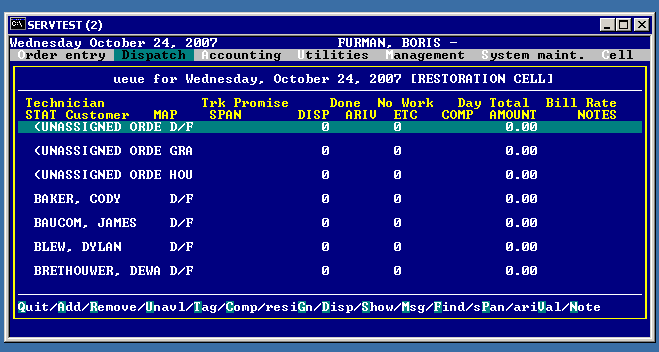 SERVTEST (2)
Wednesday October 24, 2007 FURMAN, BORIS -
Order entry Dispatch Accounting Utilities Management System maint. Cell
ueue for Wednesday, October 24, 2007 [RESTORATION CELL]
Technician Trk Promise Done No Work Day Total Bill Rate
STAT Customer MAP SPAN DISP ARIV ETC COMP AMOUNT NOTES
<UNASSIGNED ORDE D/F 0 0 0.00
<UNASSIGNED ORDE GRA 0 0 0.00
<UNASSIGNED ORDE HOU 0 0 0.00
BAKER, CODY D/F 0 0 0.00
BAUCOM, JAMES D/F 0 0 0.00
BLEW, DYLAN D/F 0 0 0.00
BRETHOUWER, DEWA D/F 0 0 0.00
Quit/Add/Remove/Unavl/Tag/Comp/resiGn/Disp/Show/Msg/Find/sPan/ariVal/Note